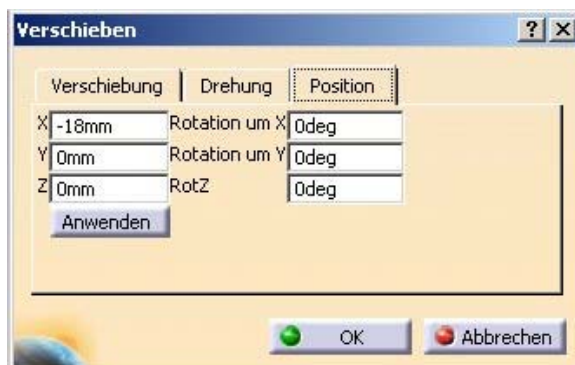 Verschieben ? X
Verschiebung Drehung Position
X -18mm Rotation um X 0deg
Y 0mm Rotation um Y 0deg
Z 0mm RotZ 0deg
Anwenden
OK Abbrechen